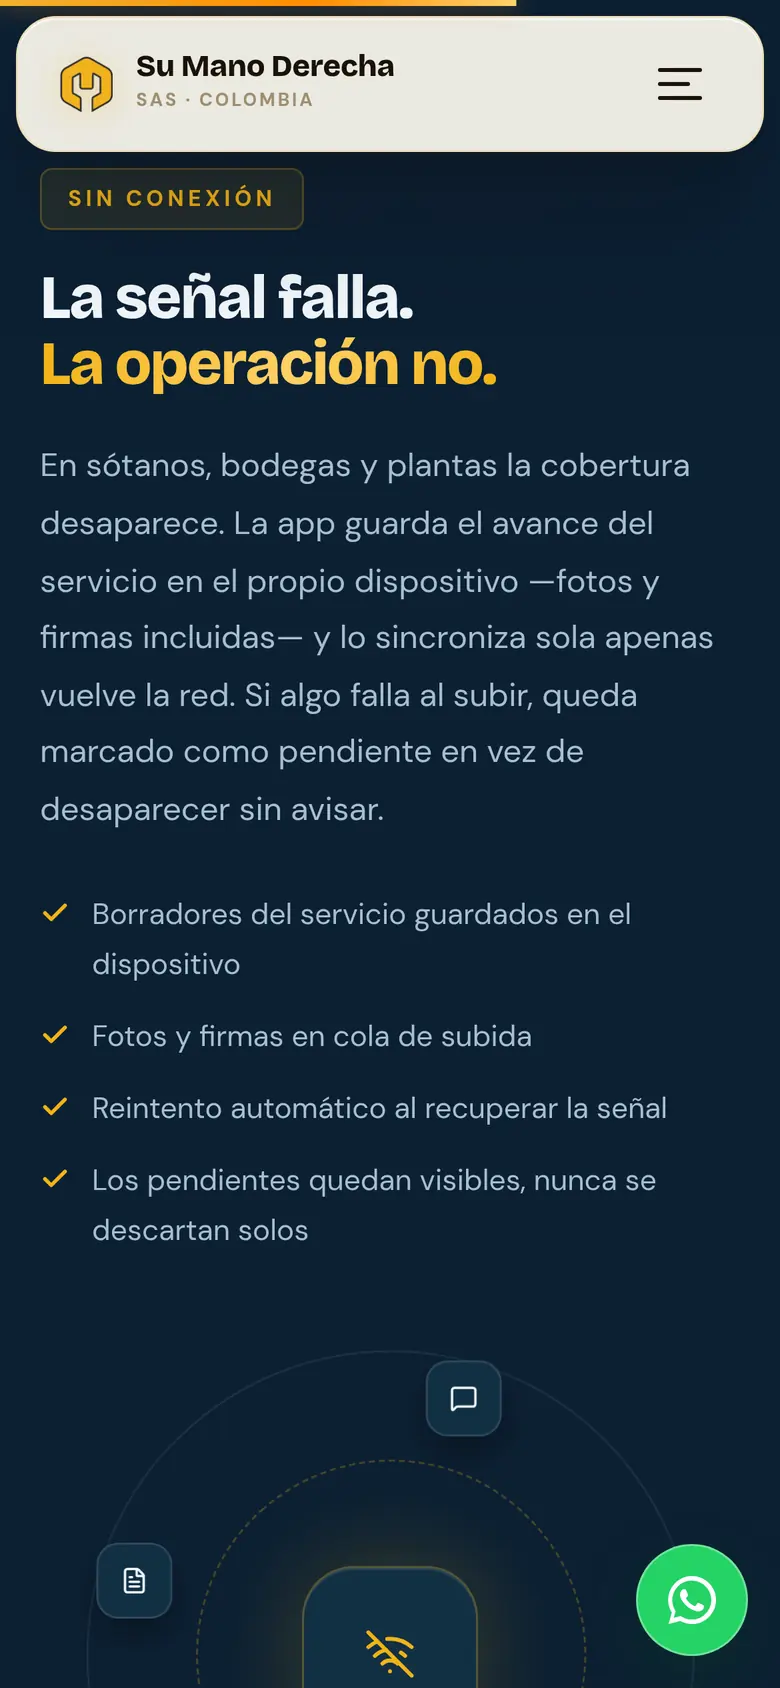 Su Mano Derecha
SAS · COLOMBIA
SIN CONEXIÓN
La señal falla.
La operación no.
En sótanos, bodegas y plantas la cobertura
desaparece. La app guarda el avance del
servicio en el propio dispositivo —fotos y
firmas incluidas— y lo sincroniza sola apenas
vuelve la red. Si algo falla al subir, queda
marcado como pendiente en vez de
desaparecer sin avisar.
Borradores del servicio guardados en el
dispositivo
Fotos y firmas en cola de subida
Reintento automático al recuperar la señal
Los pendientes quedan visibles, nunca se
descartan solos